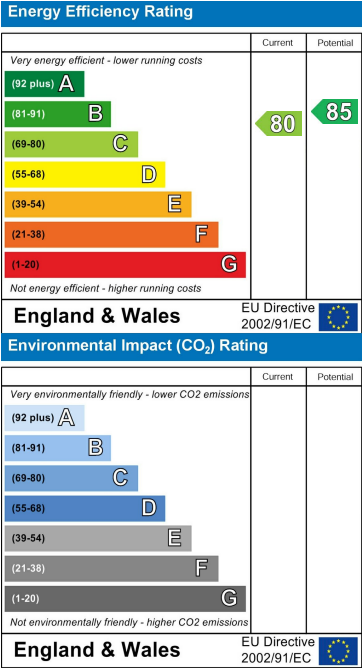 Energy Efficiency Rating
Current Potential
Very energy efficient - lower running costs
(92 plus) A
(81-91) B
(69-80) C
(55-68) D
(39-54) E
(21-38) F
(1-20) G
80
85
Not energy efficient - higher running costs
England & Wales
EU Directive
2002/91/EC
Environmental Impact (CO₂) Rating
Current Potential
Very environmentally friendly - lower CO2 emissions
(92 plus) A
(81-91) B
(69-80) C
(55-68) D
(39-54) E
(21-38) F
(1-20) G
Not environmentally friendly - higher CO2 emissions
England & Wales
EU Directive
2002/91/EC